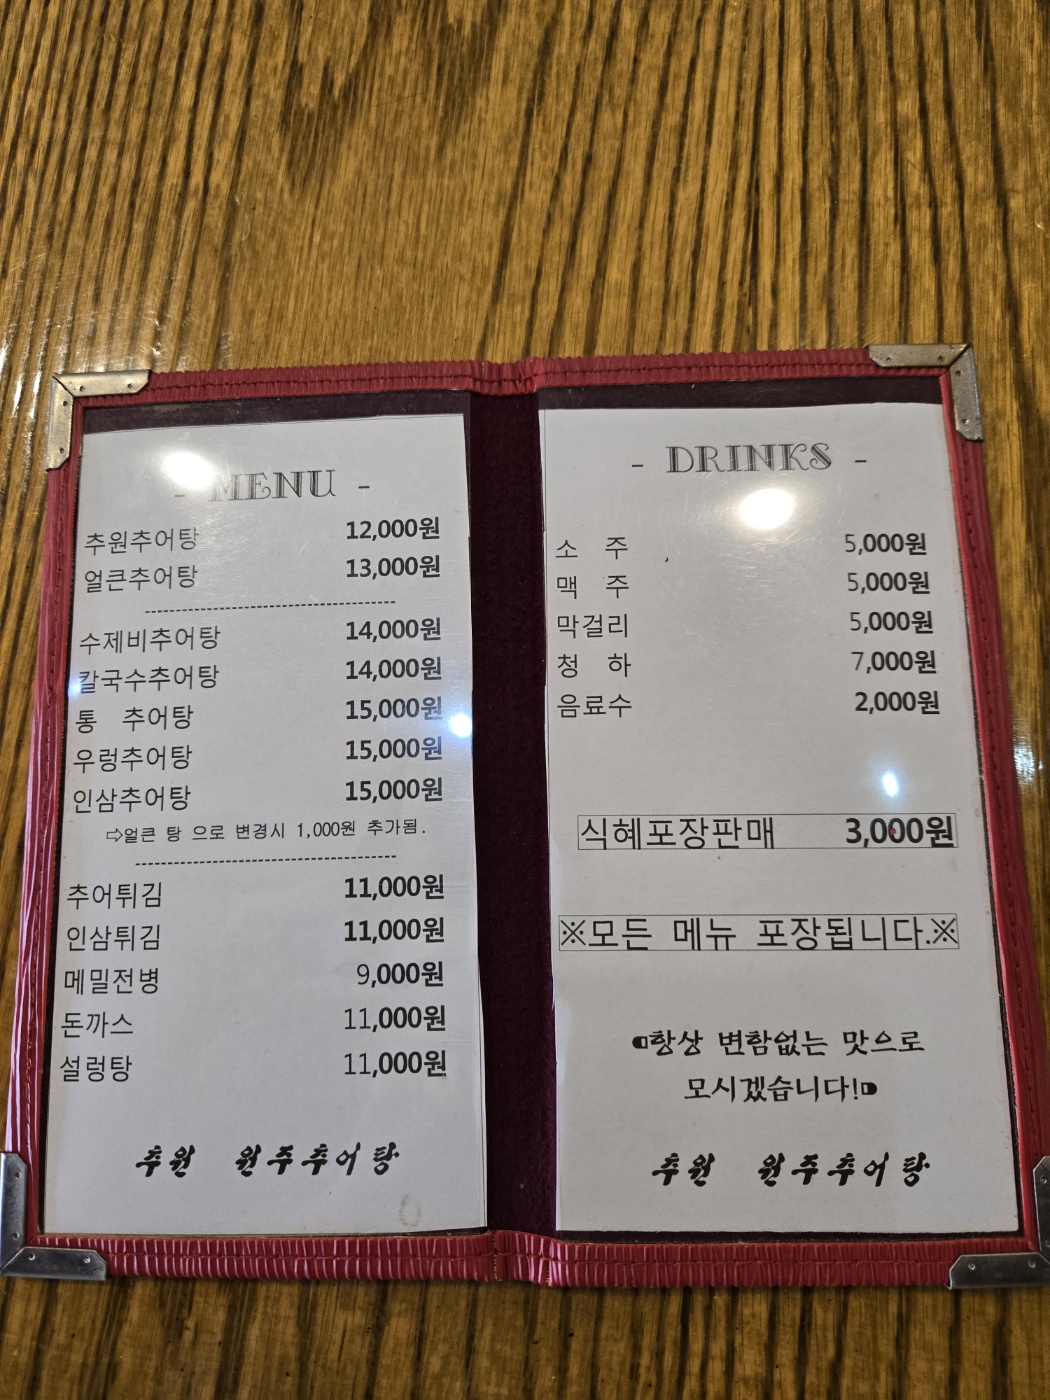 - MENU -
추원추어탕 12,000원
얼큰추어탕 13,000원
수제비추어탕 14,000원
칼국수추어탕 14,000원
통 추어탕 15,000원
우렁추어탕 15,000원
인삼추어탕 15,000원
⇨얼큰 탕 으로 변경시 1,000원 추가됨.
추어튀김 11,000원
인삼튀김 11,000원
메밀전병 9,000원
돈까스 11,000원
설렁탕 11,000원
추원 원주추어탕
- DRINKS -
소 주 5,000원
맥 주 5,000원
막걸리 5,000원
청 하 7,000원
음료수 2,000원
식혜포장판매 3,000원
※모든 메뉴 포장됩니다.※
항상 변함없는 맛으로
모시겠습니다!
추원 원주추어탕